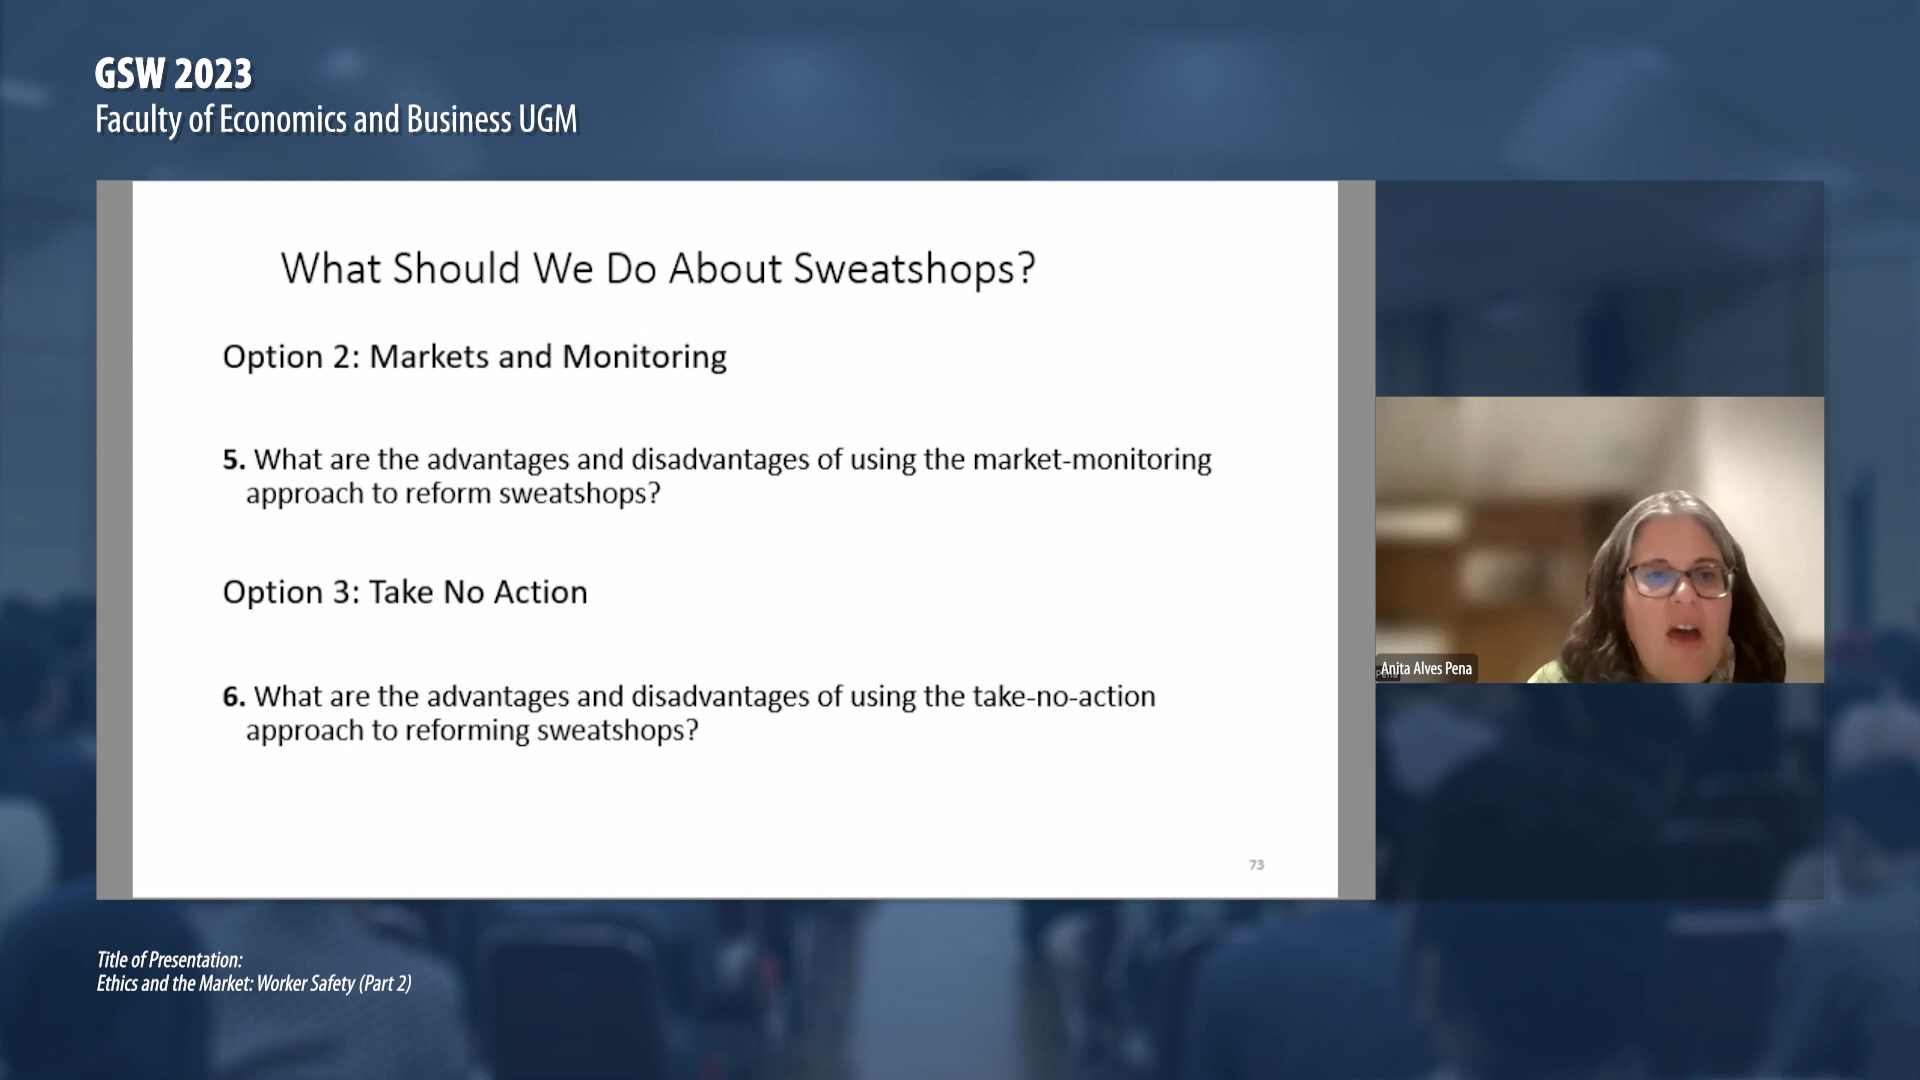 GSW 2023
Faculty of Economics and Business UGM
What Should We Do About Sweatshops?
Option 2: Markets and Monitoring
5. What are the advantages and disadvantages of using the market-monitoring
approach to reform sweatshops?
Option 3: Take No Action
6. What are the advantages and disadvantages of using the take-no-action
approach to reforming sweatshops?
73
Anita Alves Pena
Title of Presentation:
Ethics and the Market: Worker Safety (Part 2)